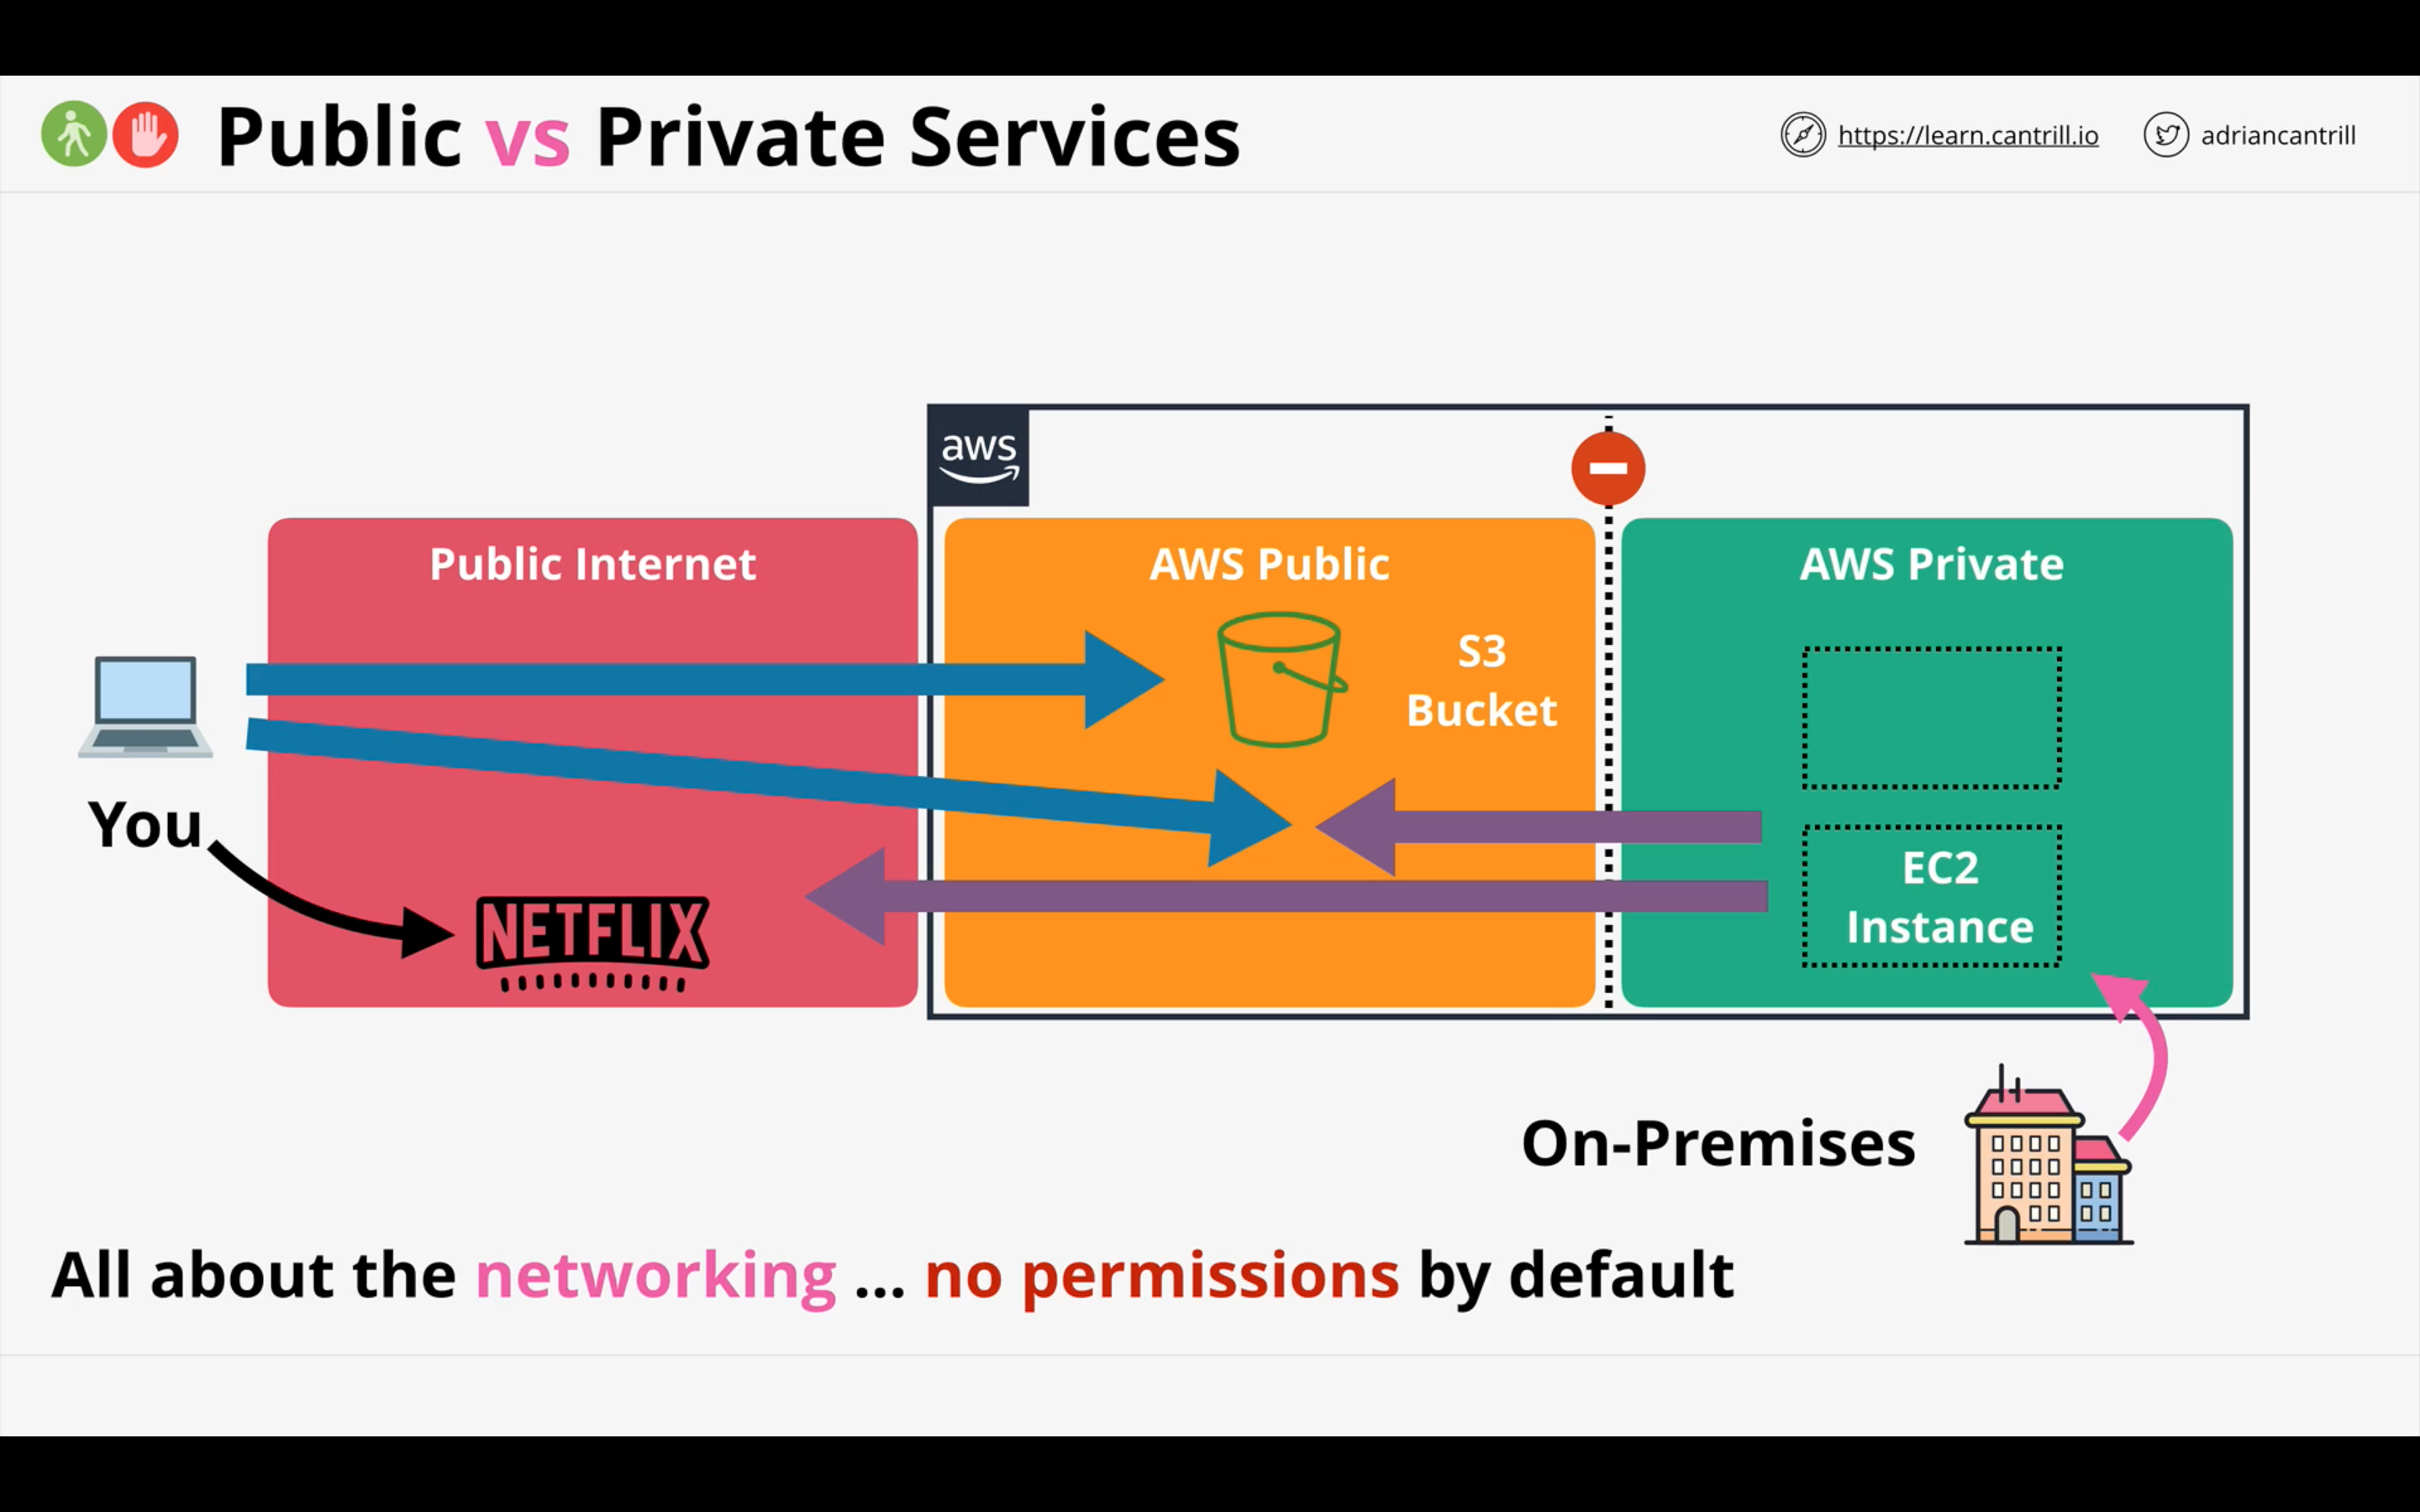 Public vs Private Services
https://learn.cantrill.io
adriancantrill
aws
Public Internet
AWS Public
AWS Private
S3
Bucket
You
NETFLIX
EC2
Instance
On-Premises
All about the networking ... no permissions by default